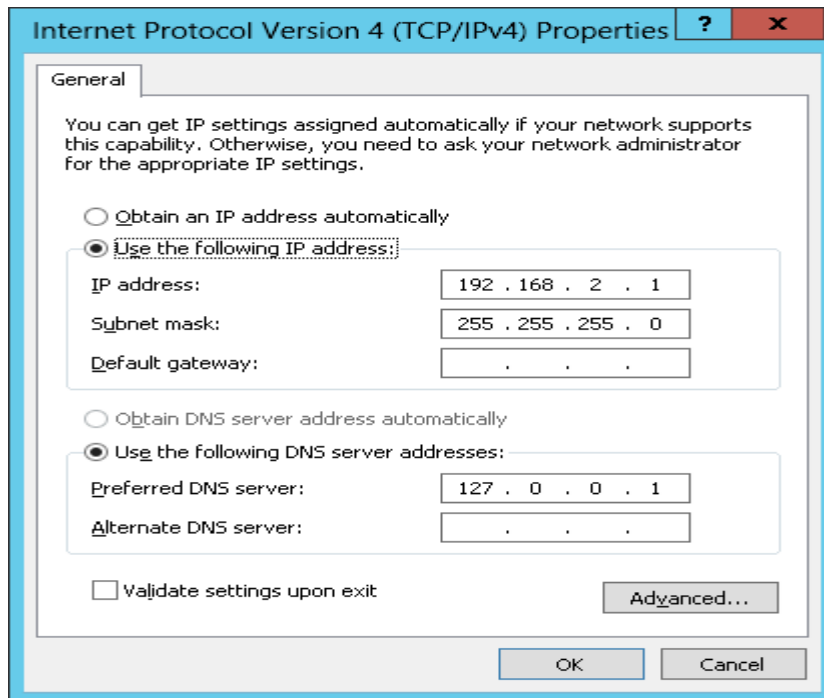 Internet Protocol Version 4 (TCP/IPv4) Properties ? x
General
You can get IP settings assigned automatically if your network supports
this capability. Otherwise, you need to ask your network administrator
for the appropriate IP settings.
Obtain an IP address automatically
Use the following IP address:
IP address: 192 . 168 . 2 . 1
Subnet mask: 255 . 255 . 255 . 0
Default gateway: . . .
Obtain DNS server address automatically
Use the following DNS server addresses:
Preferred DNS server: 127 . 0 . 0 . 1
Alternate DNS server: . . .
Validate settings upon exit
Advanced...
OK Cancel